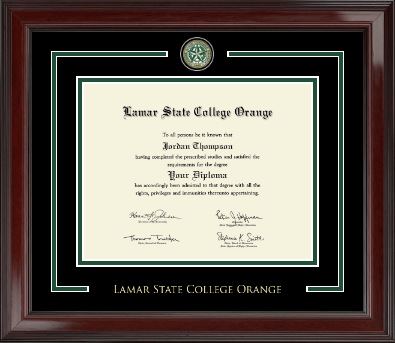 Lamar State College Orange
To all persons be it known that
Jordan Thompson
having completed the prescribed studies and satisfied the
requirements for the degree
Your Diploma
has accordingly been admitted to that degree with all the
rights, privileges and immunities thereunto appertaining.
LAMAR STATE COLLEGE ORANGE